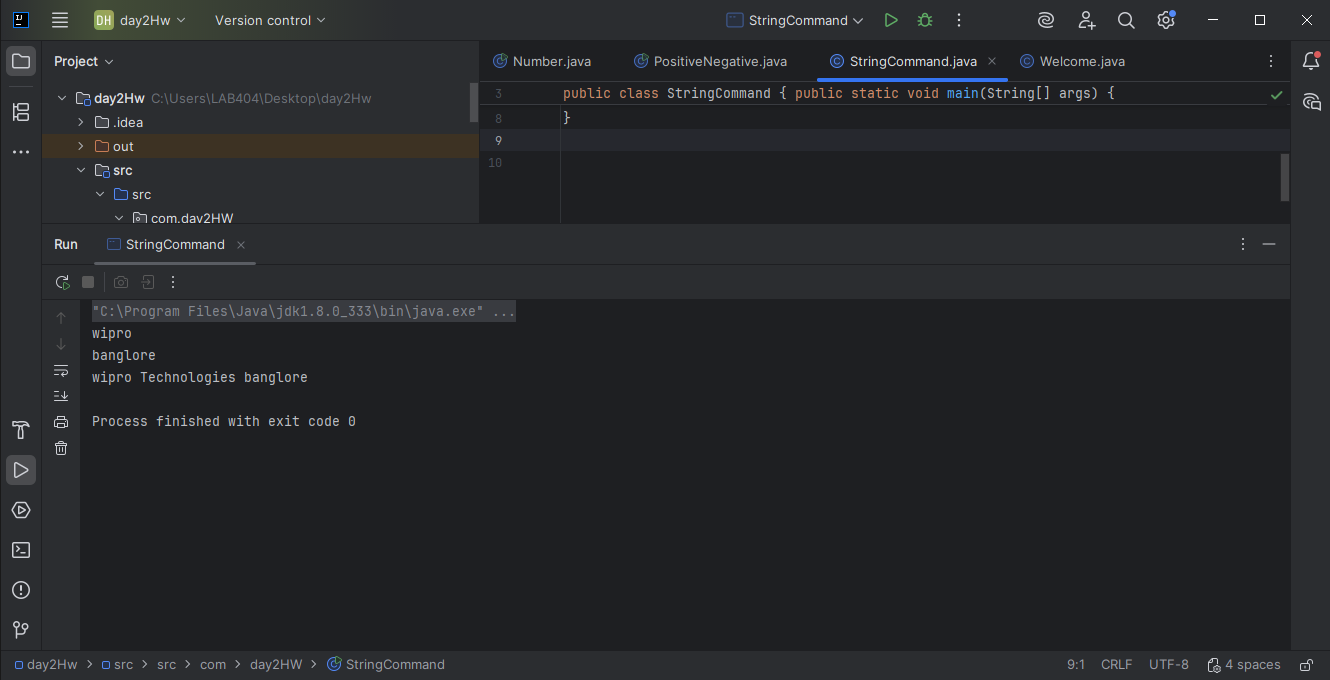 DH day2Hw Version control StringCommand
Project
Number.java PositiveNegative.java StringCommand.java Welcome.java
day2Hw C:\Users\LAB404\Desktop\day2Hw
.idea
out
src
src
com.day2HW
3 public class StringCommand { public static void main(String[] args) {
8 }
9
10
Run StringCommand
"C:\Program Files\Java\jdk1.8.0_333\bin\java.exe" ...
wipro
banglore
wipro Technologies banglore
Process finished with exit code 0
day2Hw > src > src > com > day2HW > StringCommand 9:1 CRLF UTF-8 4 spaces